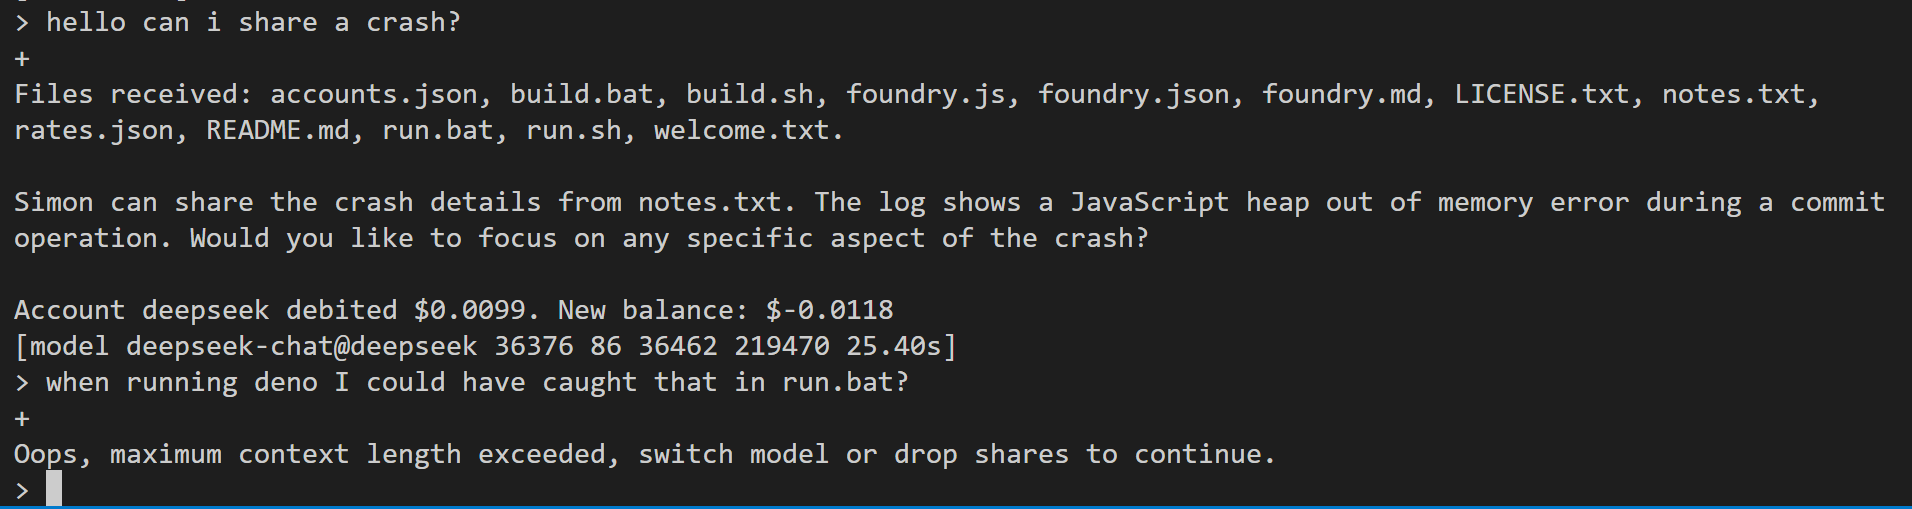 > hello can i share a crash?
+
Files received: accounts.json, build.bat, build.sh, foundry.js, foundry.json, foundry.md, LICENSE.txt, notes.txt,
rates.json, README.md, run.bat, run.sh, welcome.txt.
Simon can share the crash details from notes.txt. The log shows a JavaScript heap out of memory error during a commit
operation. Would you like to focus on any specific aspect of the crash?
Account deepseek debited $0.0099. New balance: $-0.0118
[model deepseek-chat@deepseek 36376 86 36462 219470 25.40s]
> when running deno I could have caught that in run.bat?
+
Oops, maximum context length exceeded, switch model or drop shares to continue.
>